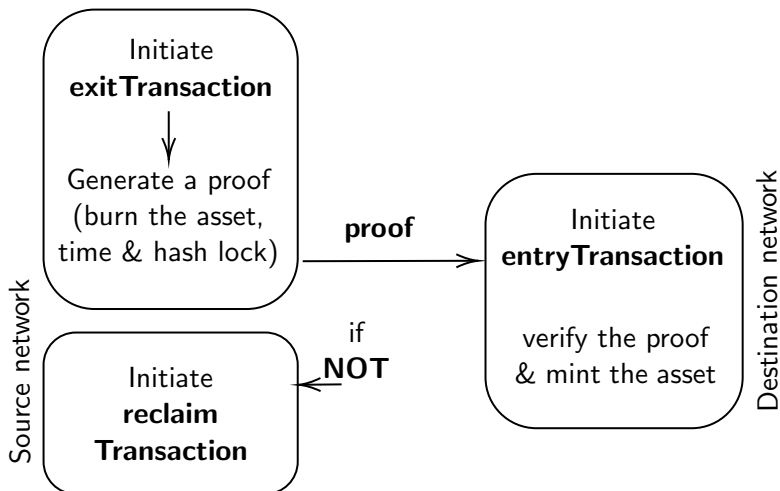 Initiate
exitTransaction
Generate a proof
(burn the asset,
time & hash lock)
proof
Initiate
entryTransaction
verify the proof
& mint the asset
if
NOT
Initiate
reclaim
Transaction
Source network
Destination network